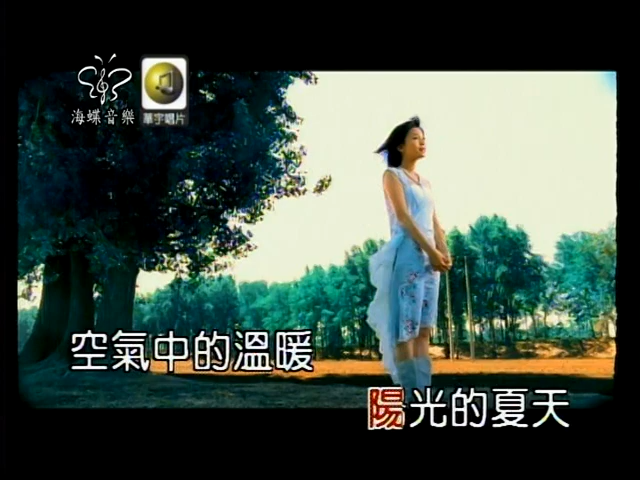 海蝶音樂
華宇唱片
空氣中的溫暖
陽光的夏天